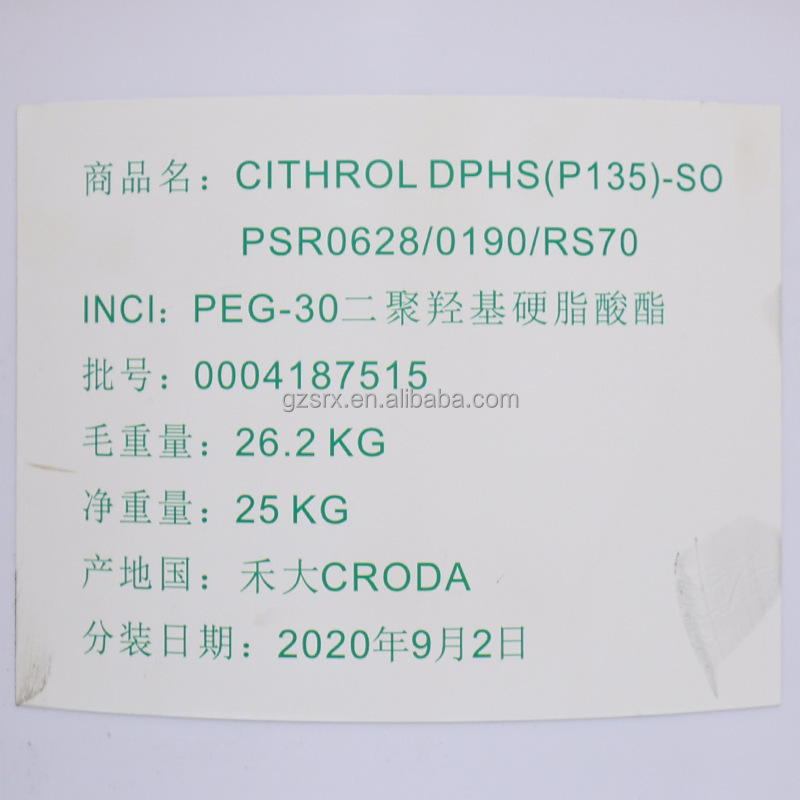 商品名：CITHROL DPHS(P135)-SO
PSR0628/0190/RS70
INCI：PEG-30二聚羟基硬脂酸酯
批号：0004187515
gzsrx.en.alibaba.com
毛重量：26.2 KG
净重量：25 KG
产地国：禾大CRODA
分装日期：2020年9月2日